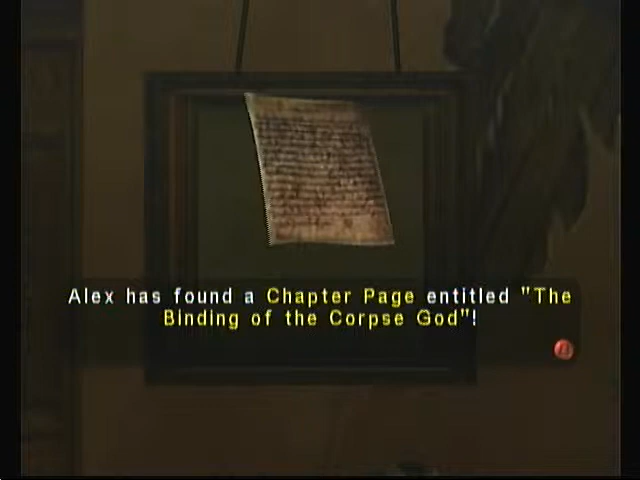 Alex has found a Chapter Page entitled "The
Binding of the Corpse God"!